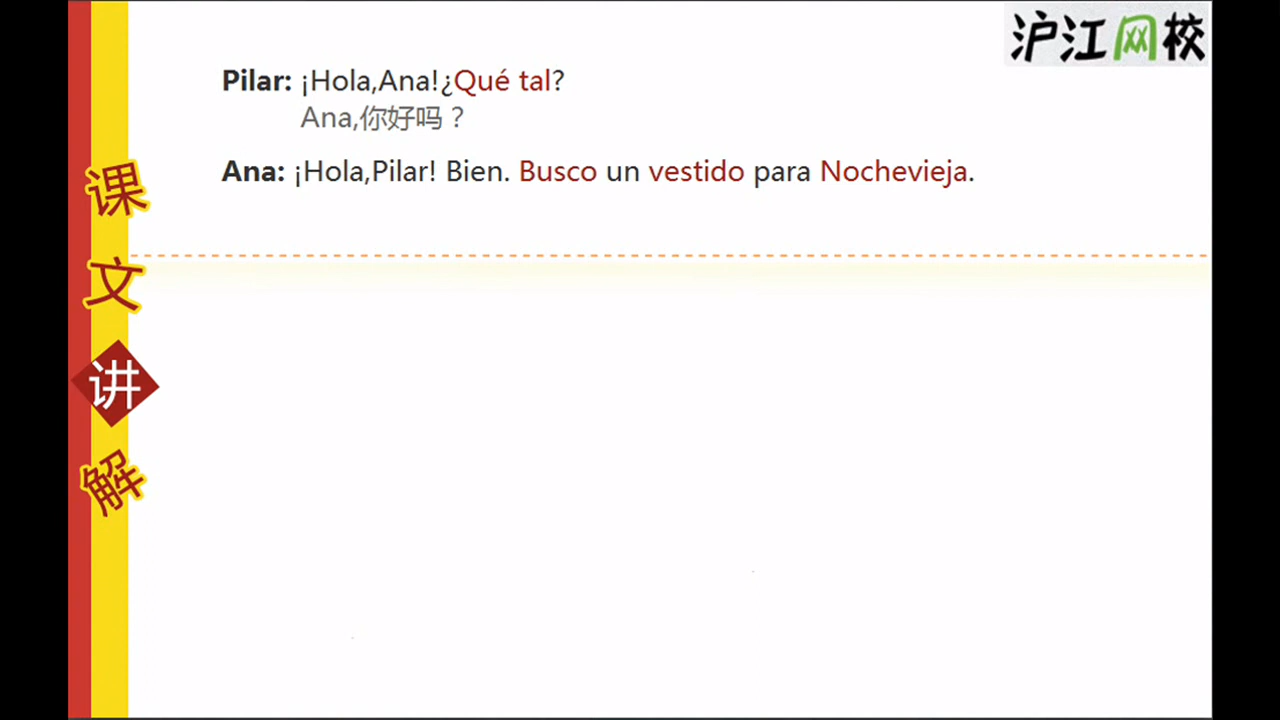 沪江网校
Pilar: ¡Hola,Ana!¿Qué tal?
Ana,你好吗？
Ana: ¡Hola,Pilar! Bien. Busco un vestido para Nochevieja.
课
文
讲
解